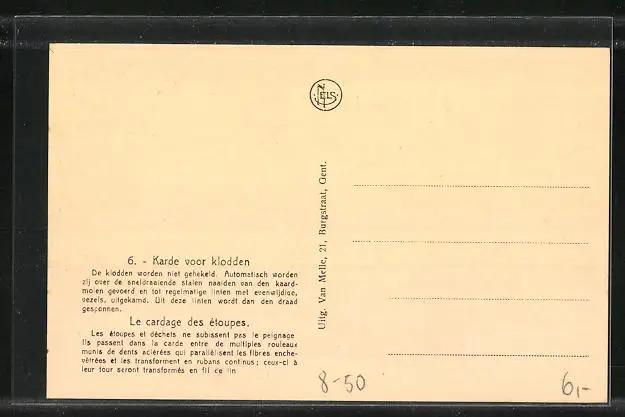 NELS
6. - Karde voor klodden
De klodden worden niet gehekeld. Automatisch worden
zij over de sneldraaiende stalen naalden van den kaard-
molen gevoerd en tot regelmatige linten met evenwijdige,
vezels, uitgekamd. Uit deze linten wordt dan den draad
gesponnen.
Le cardage des étoupes.
Les étoupes et déchets ne subissent pas le peignage
Ils passent dans la carde entre de multiples rouleaux
munis de dents aciérées qui parallélisent les fibres enche-
vêtrées et les transforment en rubans continus; ceux-ci à
leur tour seront transformés en fil de lin
Uitg. Van Melle, 21, Burgstraat, Gent.
8-50
6,-